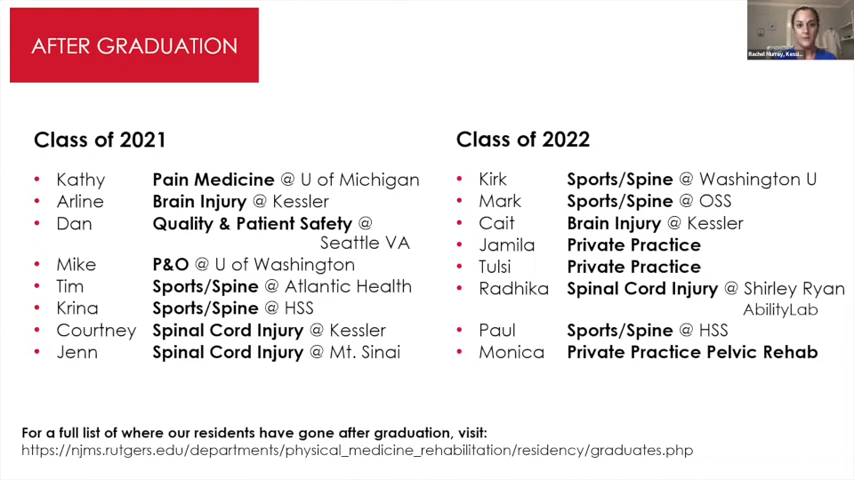 AFTER GRADUATION
Rachel Murray, Kessl...
Class of 2021
• Kathy Pain Medicine @ U of Michigan
• Arline Brain Injury @ Kessler
• Dan Quality & Patient Safety @
Seattle VA
• Mike P&O @ U of Washington
• Tim Sports/Spine @ Atlantic Health
• Krina Sports/Spine @ HSS
• Courtney Spinal Cord Injury @ Kessler
• Jenn Spinal Cord Injury @ Mt. Sinai
Class of 2022
• Kirk Sports/Spine @ Washington U
• Mark Sports/Spine @ OSS
• Cait Brain Injury @ Kessler
• Jamila Private Practice
• Tulsi Private Practice
• Radhika Spinal Cord Injury @ Shirley Ryan
AbilityLab
• Paul Sports/Spine @ HSS
• Monica Private Practice Pelvic Rehab
For a full list of where our residents have gone after graduation, visit:
https://njms.rutgers.edu/departments/physical_medicine_rehabilitation/residency/graduates.php